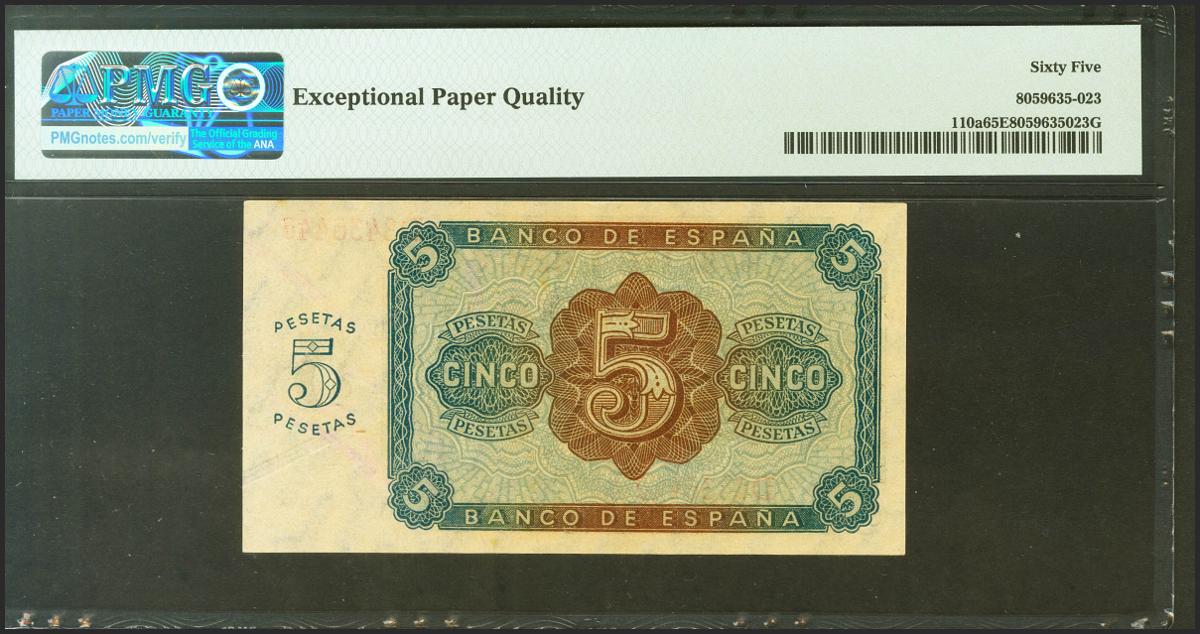 PMG
PAPER MONEY GUARANTY
PMGnotes.com/verify
The Official Grading
Service of the ANA
Exceptional Paper Quality
Sixty Five
8059635-023
110a65E8059635023G
5 BANCO DE ESPAÑA 5
PESETAS
5
PESETAS
PESETAS
CINCO
PESETAS
5
PESETAS
CINCO
PESETAS
5 BANCO DE ESPAÑA 5